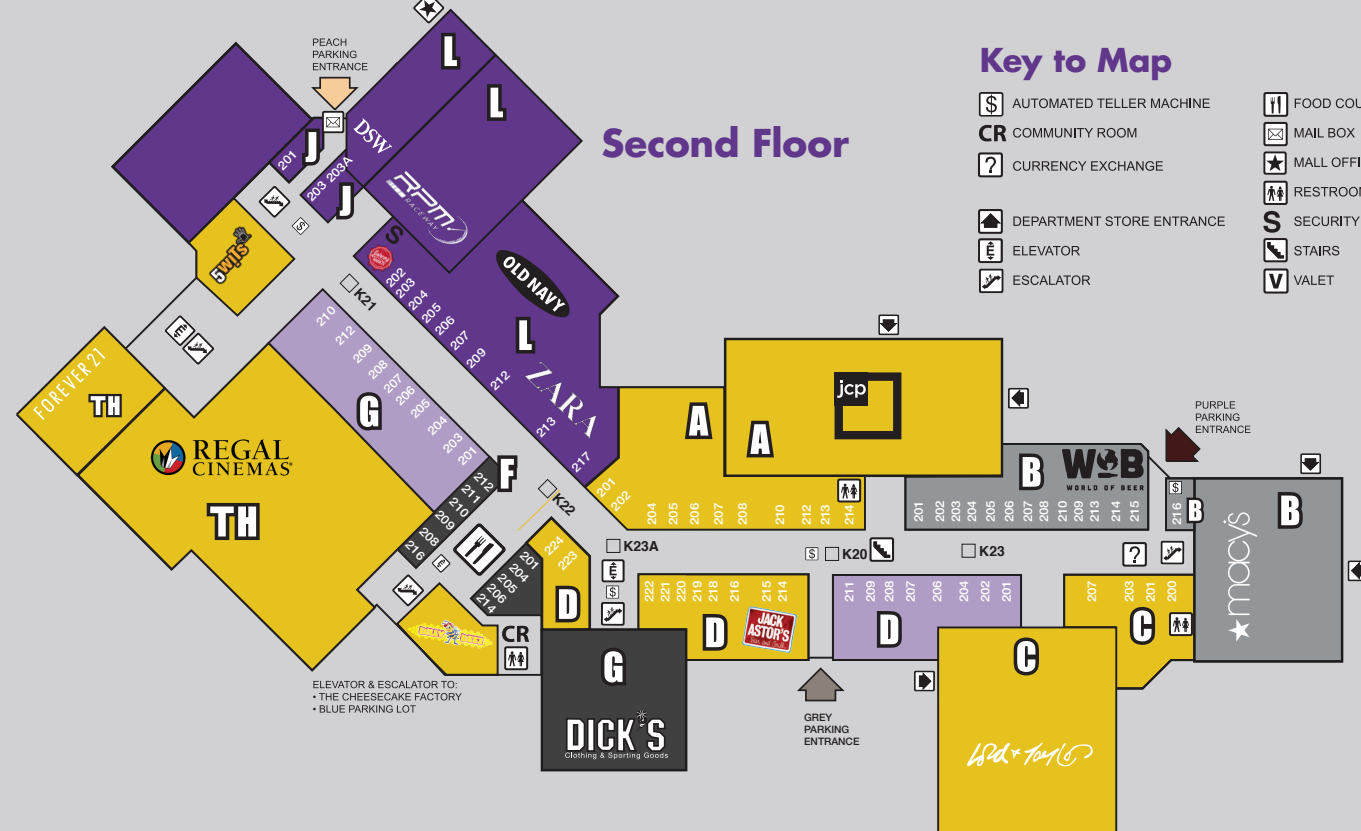 PEACH
PARKING
ENTRANCE
L
L
Second Floor
Key to Map
$ AUTOMATED TELLER MACHINE
CR COMMUNITY ROOM
? CURRENCY EXCHANGE
DEPARTMENT STORE ENTRANCE
E ELEVATOR
ESCALATOR
FOOD COU
MAIL BOX
MALL OFFI
RESTROOM
S SECURITY
STAIRS
V VALET
201
J
203 203A
J
DSW
RPM
RACEWAY
$
5 Wits
S
K21
OLD NAVY
L
ZARA
202
203
204
205
206
207
209
212
213
217
E
FOREVER 21
TH
REGAL
CINEMAS
TH
210
212
209
208
207
206
205
204
203
201
G
F
212
211
210
209
208
216
E
K22
201
204
205
206
214
224
223
D
CR
ELEVATOR & ESCALATOR TO:
• THE CHEESECAKE FACTORY
• BLUE PARKING LOT
G
DICK'S
Clothing & Sporting Goods
A
A
jcp
201
202
204
205
206
207
208
210
212
213
214
K23A
E
$
$ K20
K23
222
221
220
219
218
216
215
214
D
JACK
ASTOR'S
211
209
208
207
206
204
202
201
D
GREY
PARKING
ENTRANCE
B
WOB
WORLD OF BEER
201
202
203
204
205
206
207
208
210
209
213
214
215
PURPLE
PARKING
ENTRANCE
$
216
B
B
macy's
?
207
203
201
200
C
C
Lord & Taylor